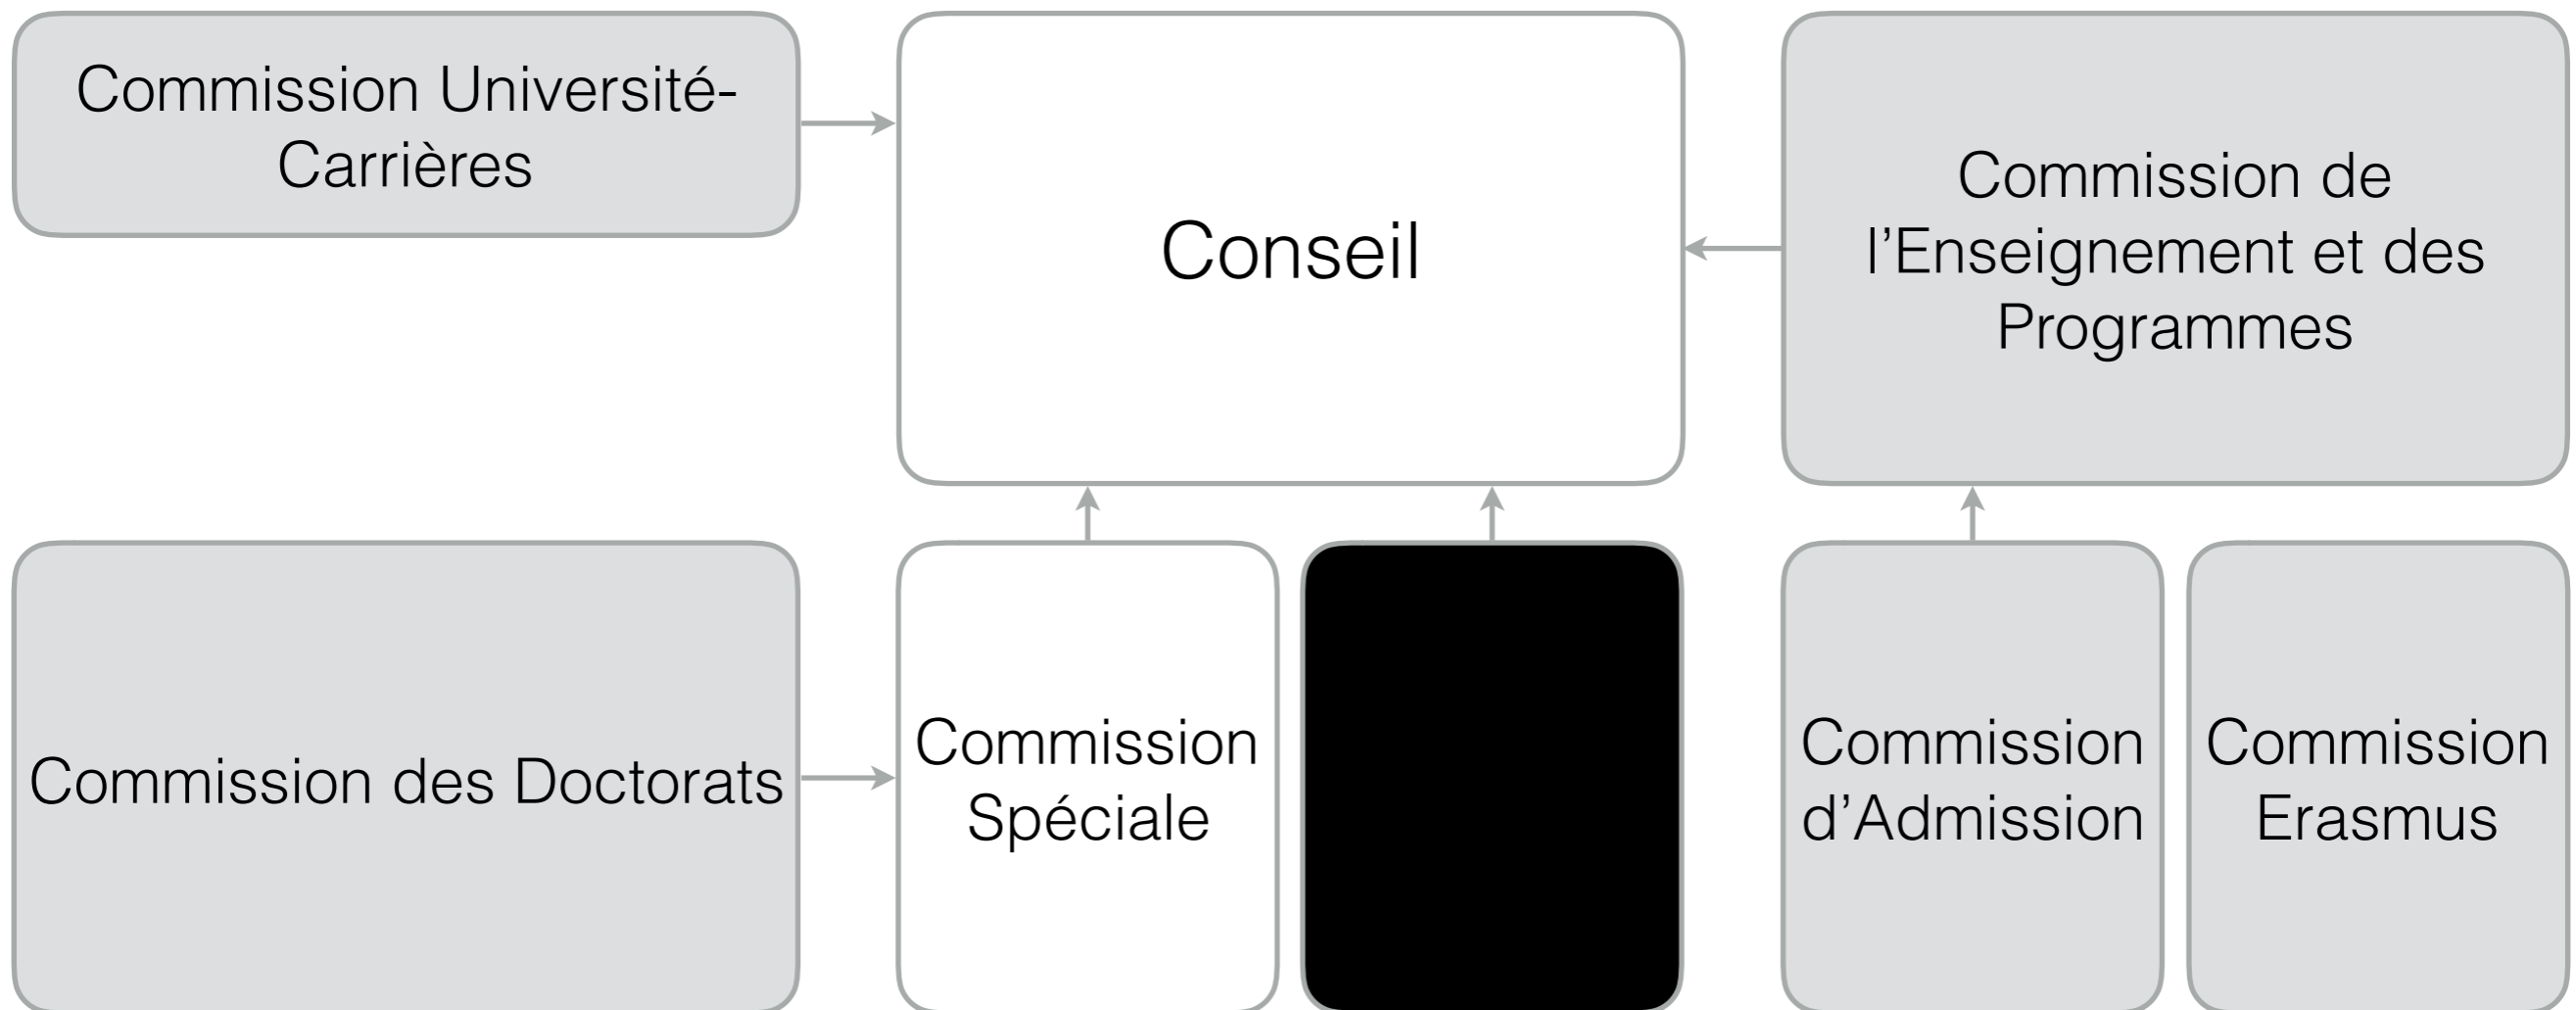 Commission Université-
Carrières
Conseil
Commission de
l’Enseignement et des
Programmes
Commission des Doctorats
Commission
Spéciale
Commission
d’Admission
Commission
Erasmus